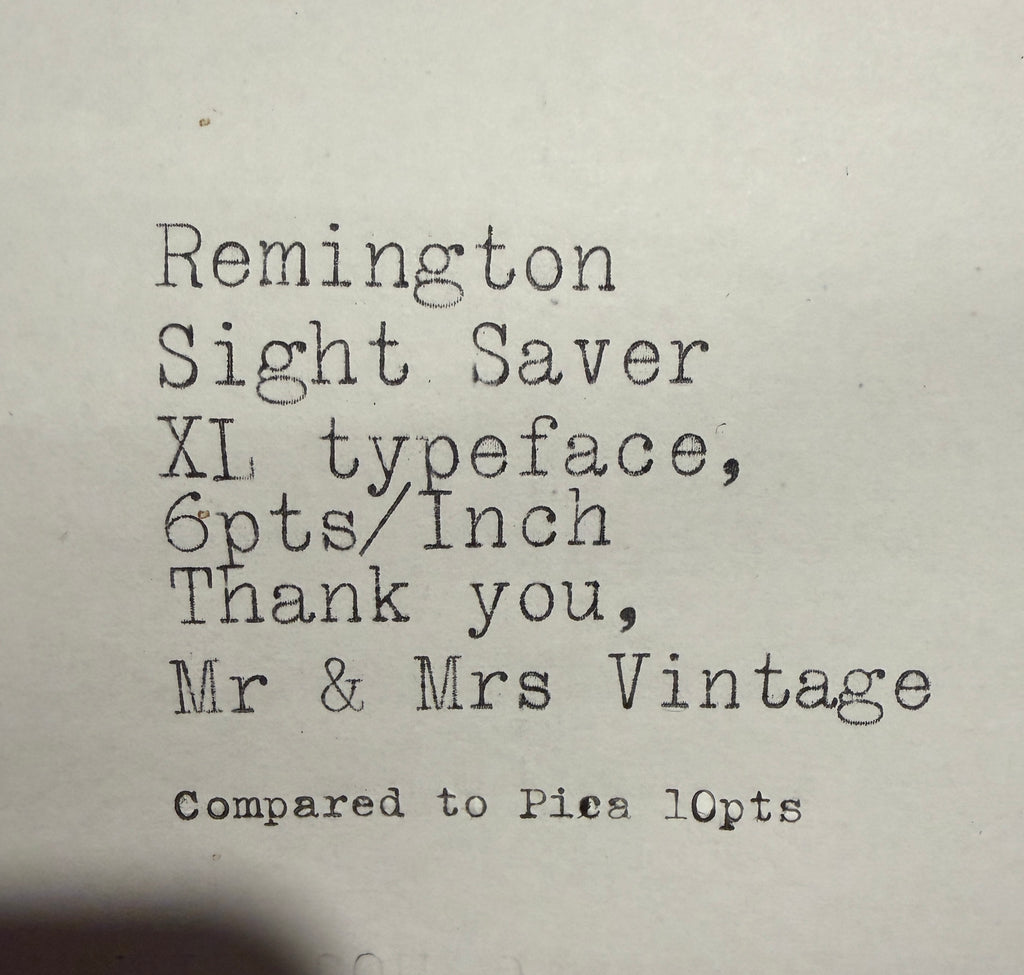 Remington
Sight Saver
XL typeface,
6pts/Inch
Thank you,
Mr & Mrs Vintage
Compared to Pica 10pts